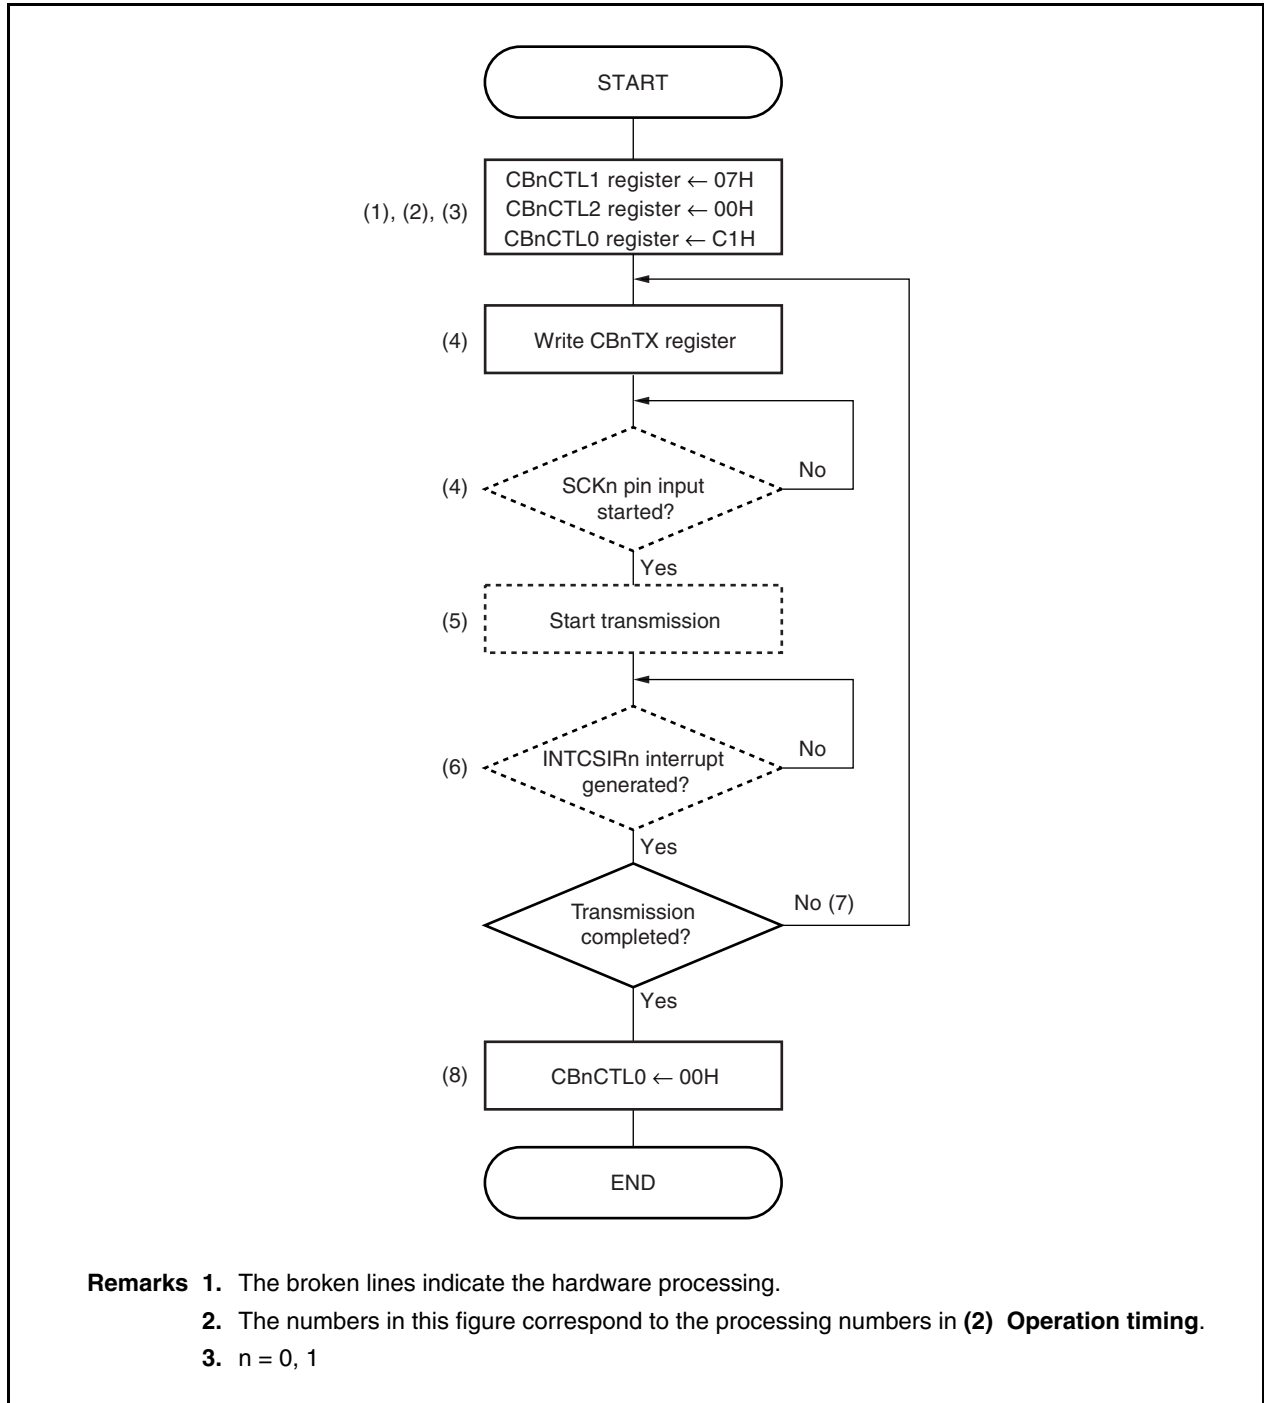 START
(1), (2), (3)
CBnCTL1 register ← 07H
CBnCTL2 register ← 00H
CBnCTL0 register ← C1H
(4)
Write CBnTX register
(4)
SCKn pin input
started?
No
Yes
(5)
Start transmission
(6)
INTCSIRn interrupt
generated?
No
Yes
Transmission
completed?
No (7)
Yes
(8)
CBnCTL0 ← 00H
END
Remarks 1. The broken lines indicate the hardware processing.
2. The numbers in this figure correspond to the processing numbers in (2) Operation timing.
3. n = 0, 1